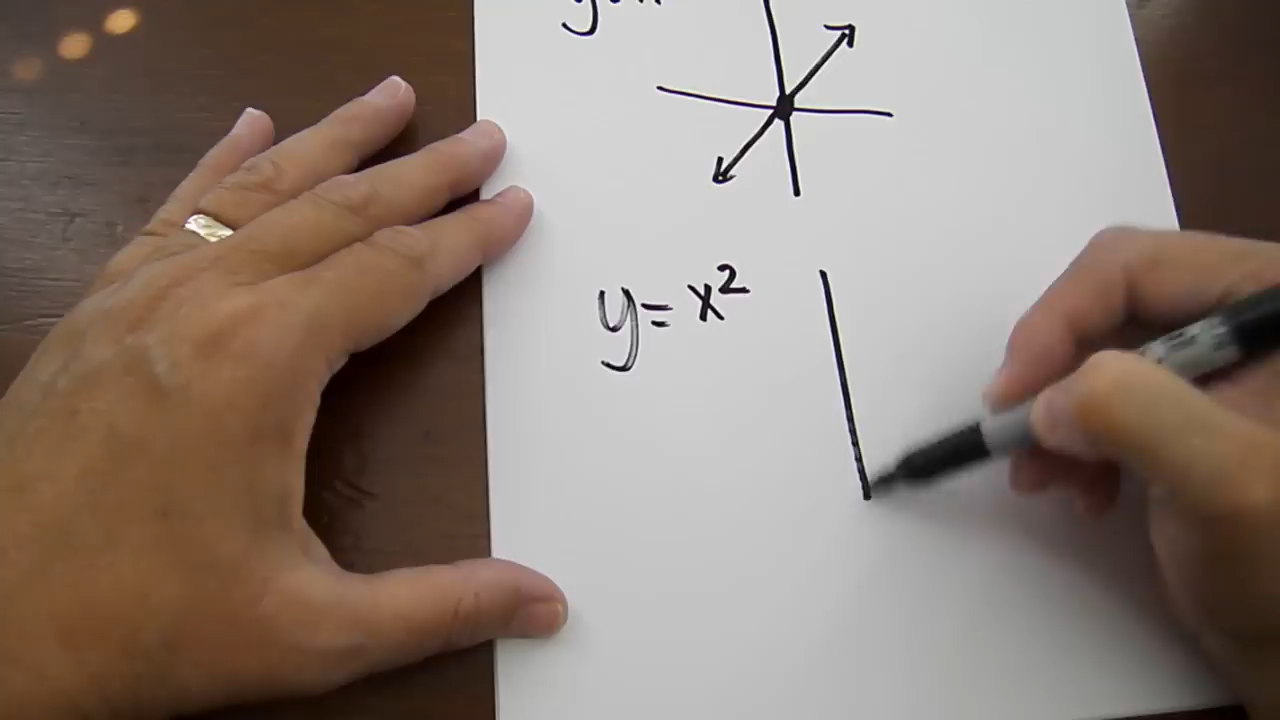 y = x²